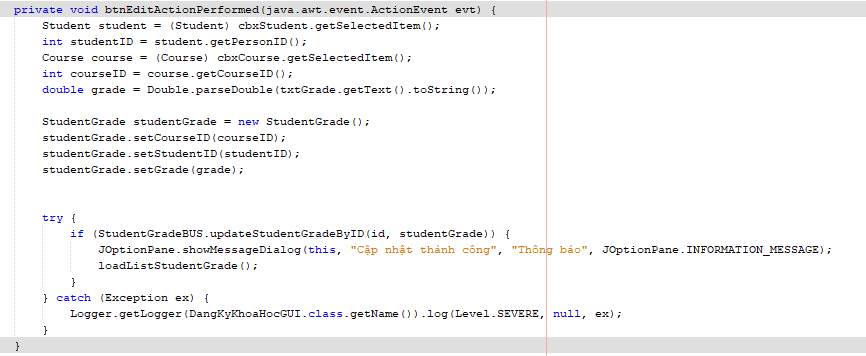 private void btnEditActionPerformed(java.awt.event.ActionEvent evt) {
    Student student = (Student) cbxStudent.getSelectedItem();
    int studentID = student.getPersonID();
    Course course = (Course) cbxCourse.getSelectedItem();
    int courseID = course.getCourseID();
    double grade = Double.parseDouble(txtGrade.getText().toString());

    StudentGrade studentGrade = new StudentGrade();
    studentGrade.setCourseID(courseID);
    studentGrade.setStudentID(studentID);
    studentGrade.setGrade(grade);


    try {
        if (StudentGradeBUS.updateStudentGradeByID(id, studentGrade)) {
            JOptionPane.showMessageDialog(this, "Cập nhật thành công", "Thông báo", JOptionPane.INFORMATION_MESSAGE);
            loadListStudentGrade();
        }
    } catch (Exception ex) {
        Logger.getLogger(DangKyKhoaHocGUI.class.getName()).log(Level.SEVERE, null, ex);
    }
}